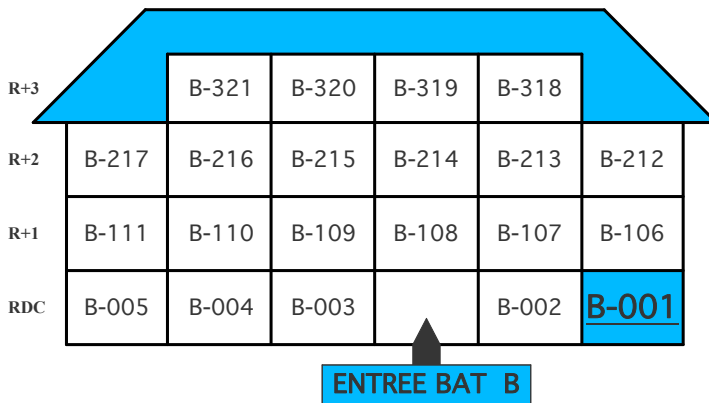 R+3 B-321 B-320 B-319 B-318
R+2 B-217 B-216 B-215 B-214 B-213 B-212
R+1 B-111 B-110 B-109 B-108 B-107 B-106
RDC B-005 B-004 B-003 B-002 B-001
ENTREE BAT B